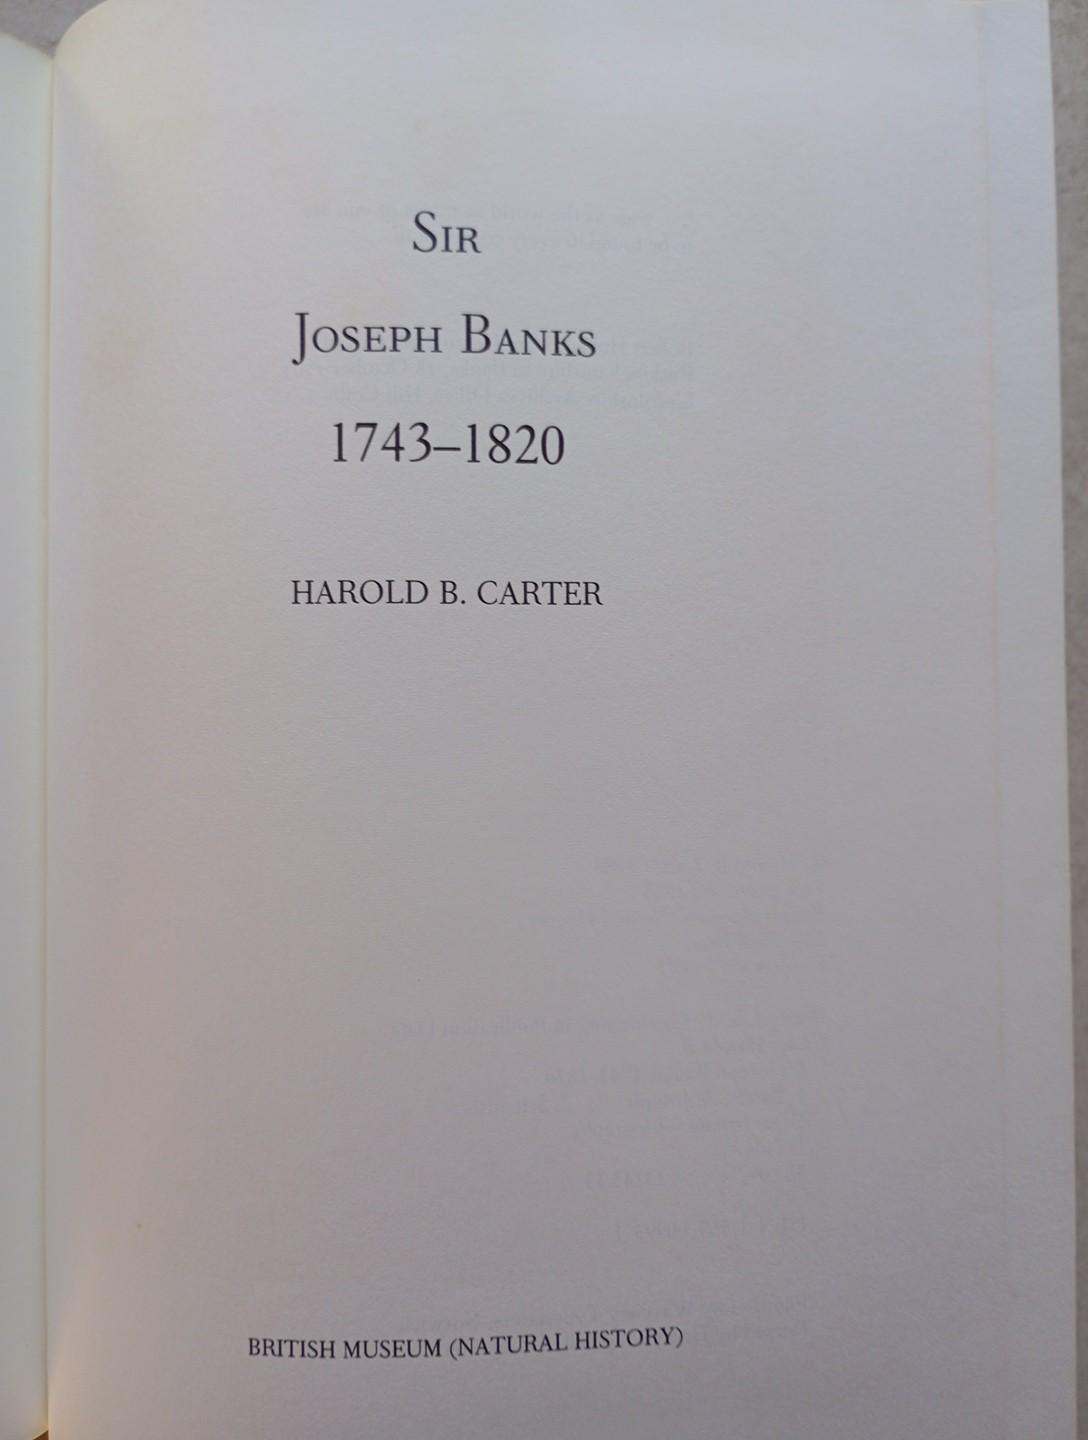 SIR
JOSEPH BANKS
1743–1820
HAROLD B. CARTER
BRITISH MUSEUM (NATURAL HISTORY)